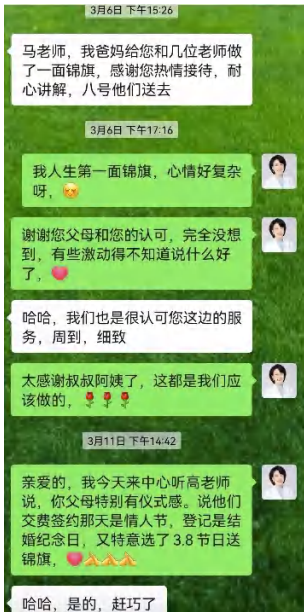 3月6日 下午15:26
马老师，我爸妈给您和几位老师做
了一面锦旗，感谢您热情接待，耐
心讲解，八号他们送去
3月6日 下午17:16
我人生第一面锦旗，心情好复杂
呀，😌
谢谢您父母和您的认可，完全没想
到，有些激动得不知道说什么好
了，❤
哈哈，我们也是很认可您这边的服
务，周到，细致
太感谢叔叔阿姨了，这都是我们应
该做的，🌹🌹🌹
3月11日 下午14:42
亲爱的，我今天来中心听高老师
说，你父母特别有仪式感。说他们
交费签约那天是情人节，登记是结
婚纪念日，又特意选了 3.8 节日送
锦旗，❤🙏🙏🙏
哈哈，是的，赶巧了